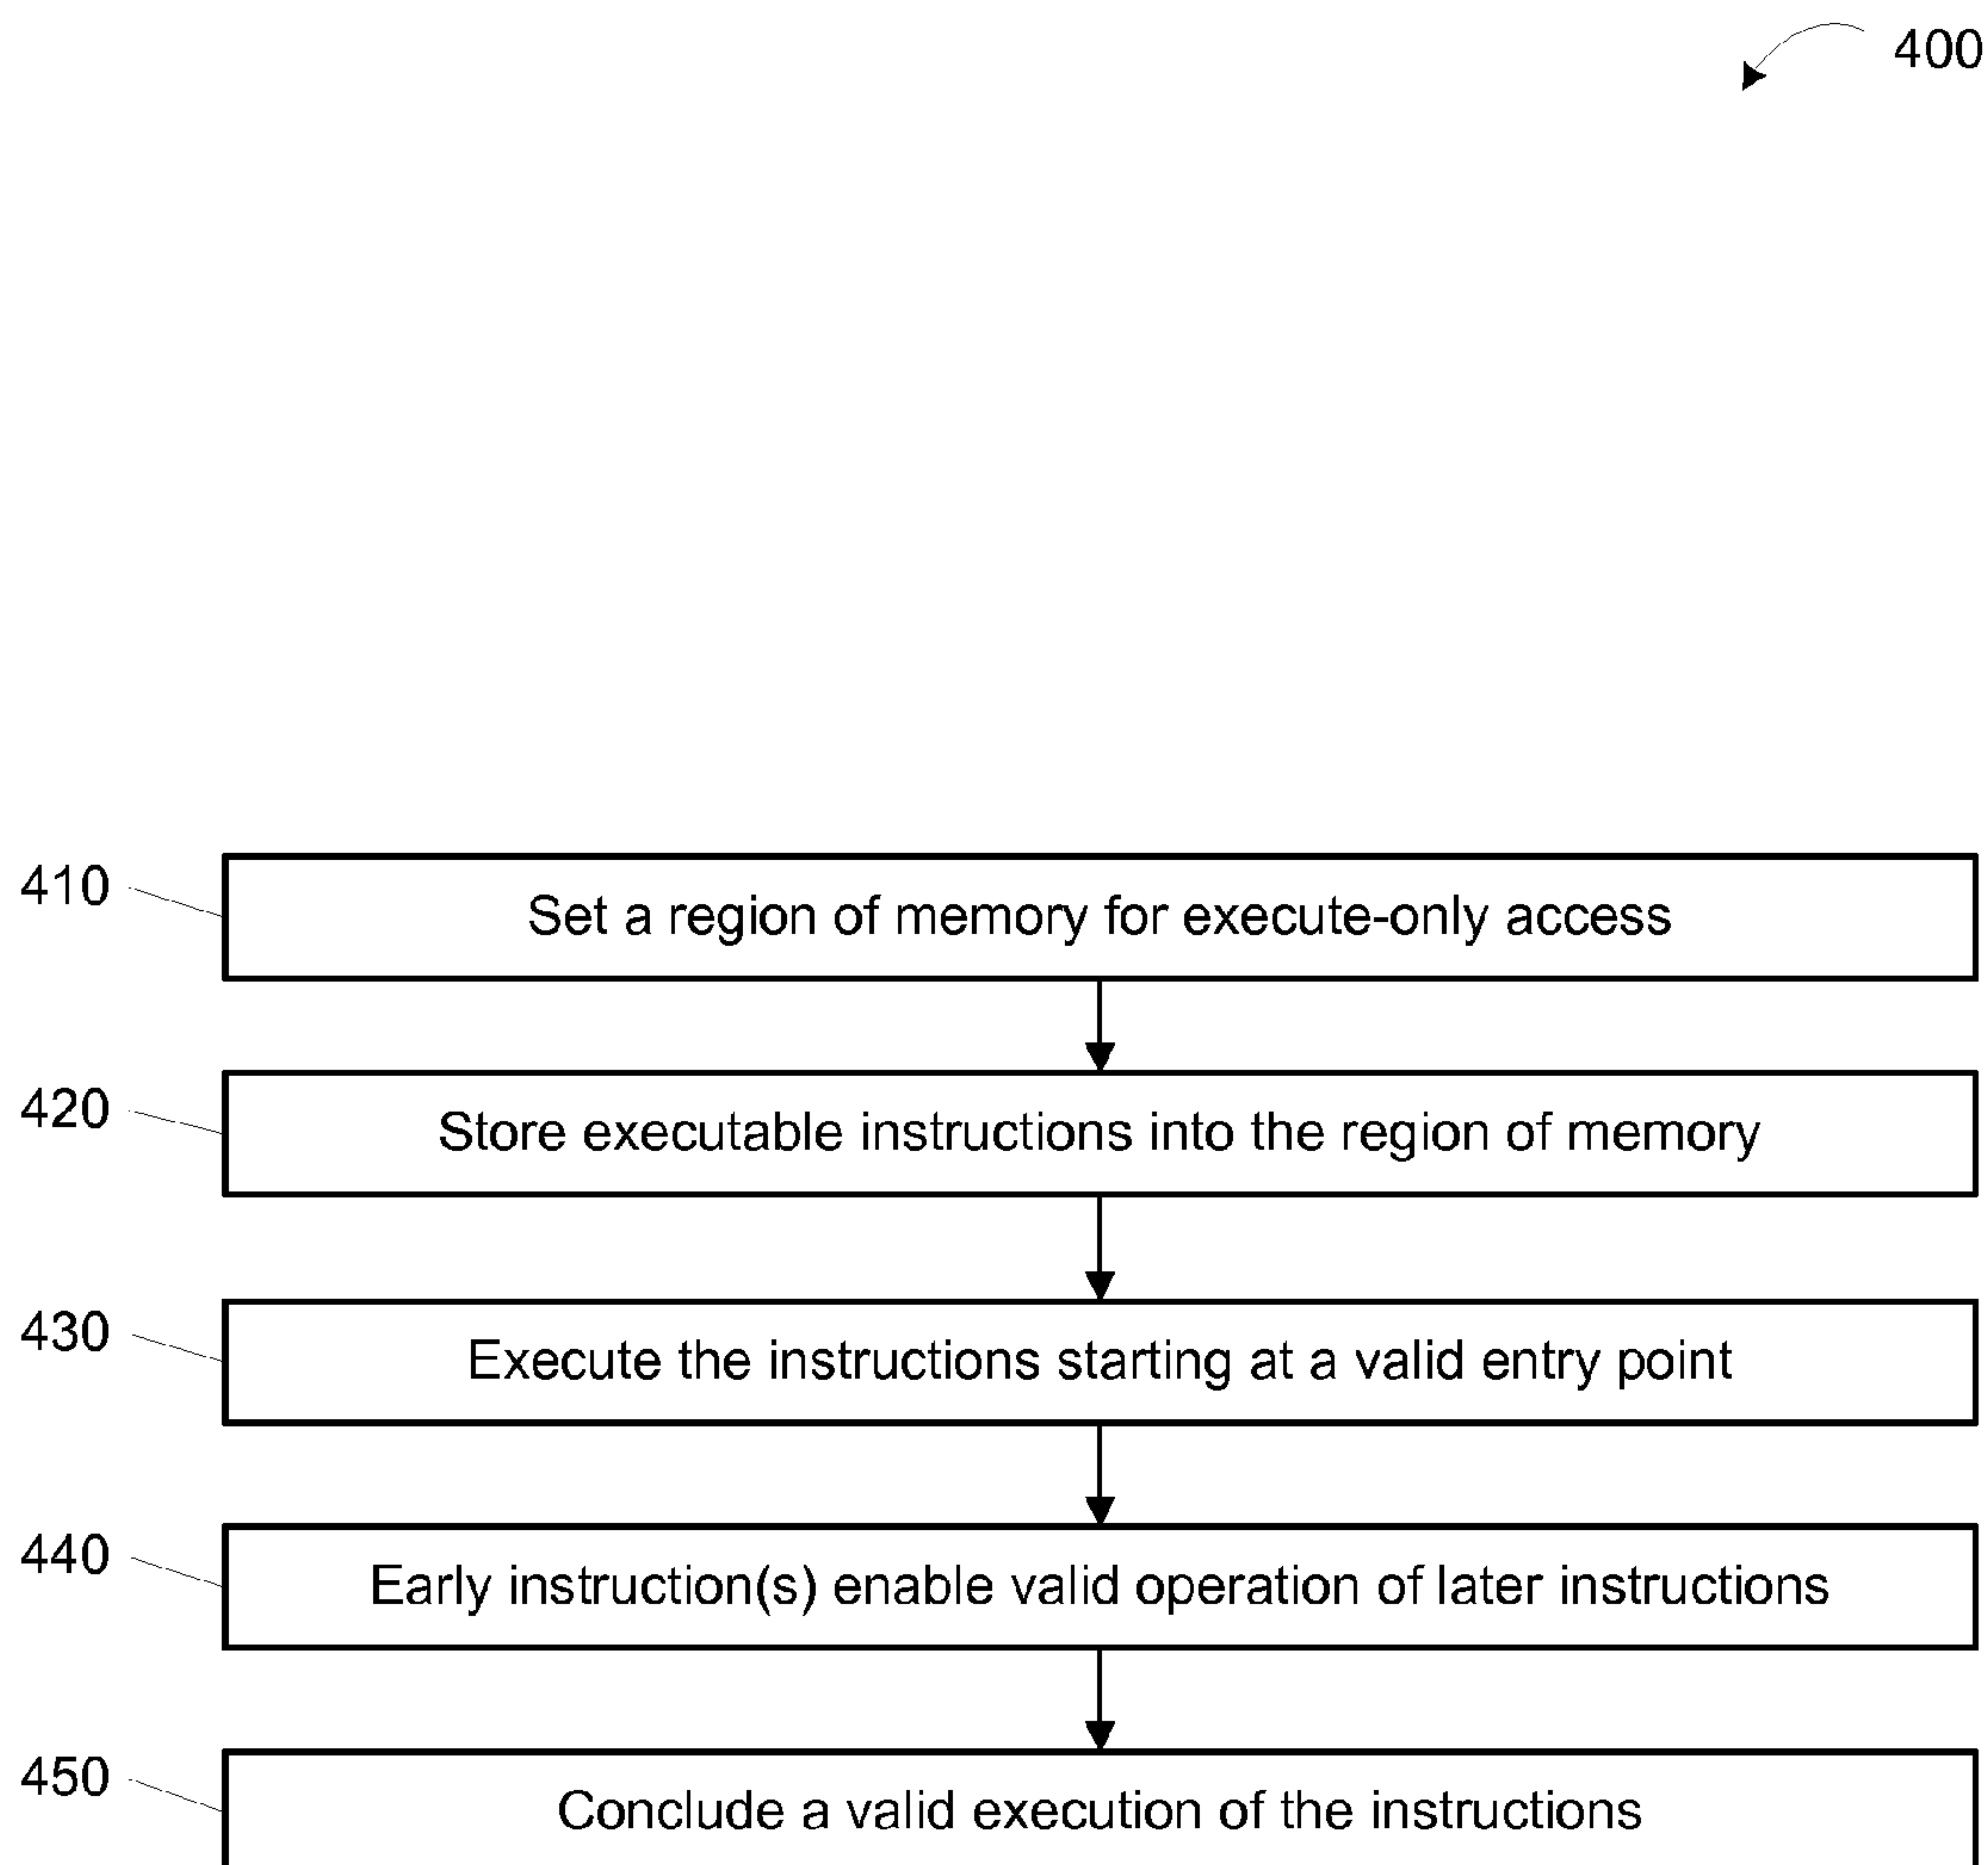 400
410
Set a region of memory for execute-only access
420
Store executable instructions into the region of memory
430
Execute the instructions starting at a valid entry point
440
Early instruction(s) enable valid operation of later instructions
450
Conclude a valid execution of the instructions